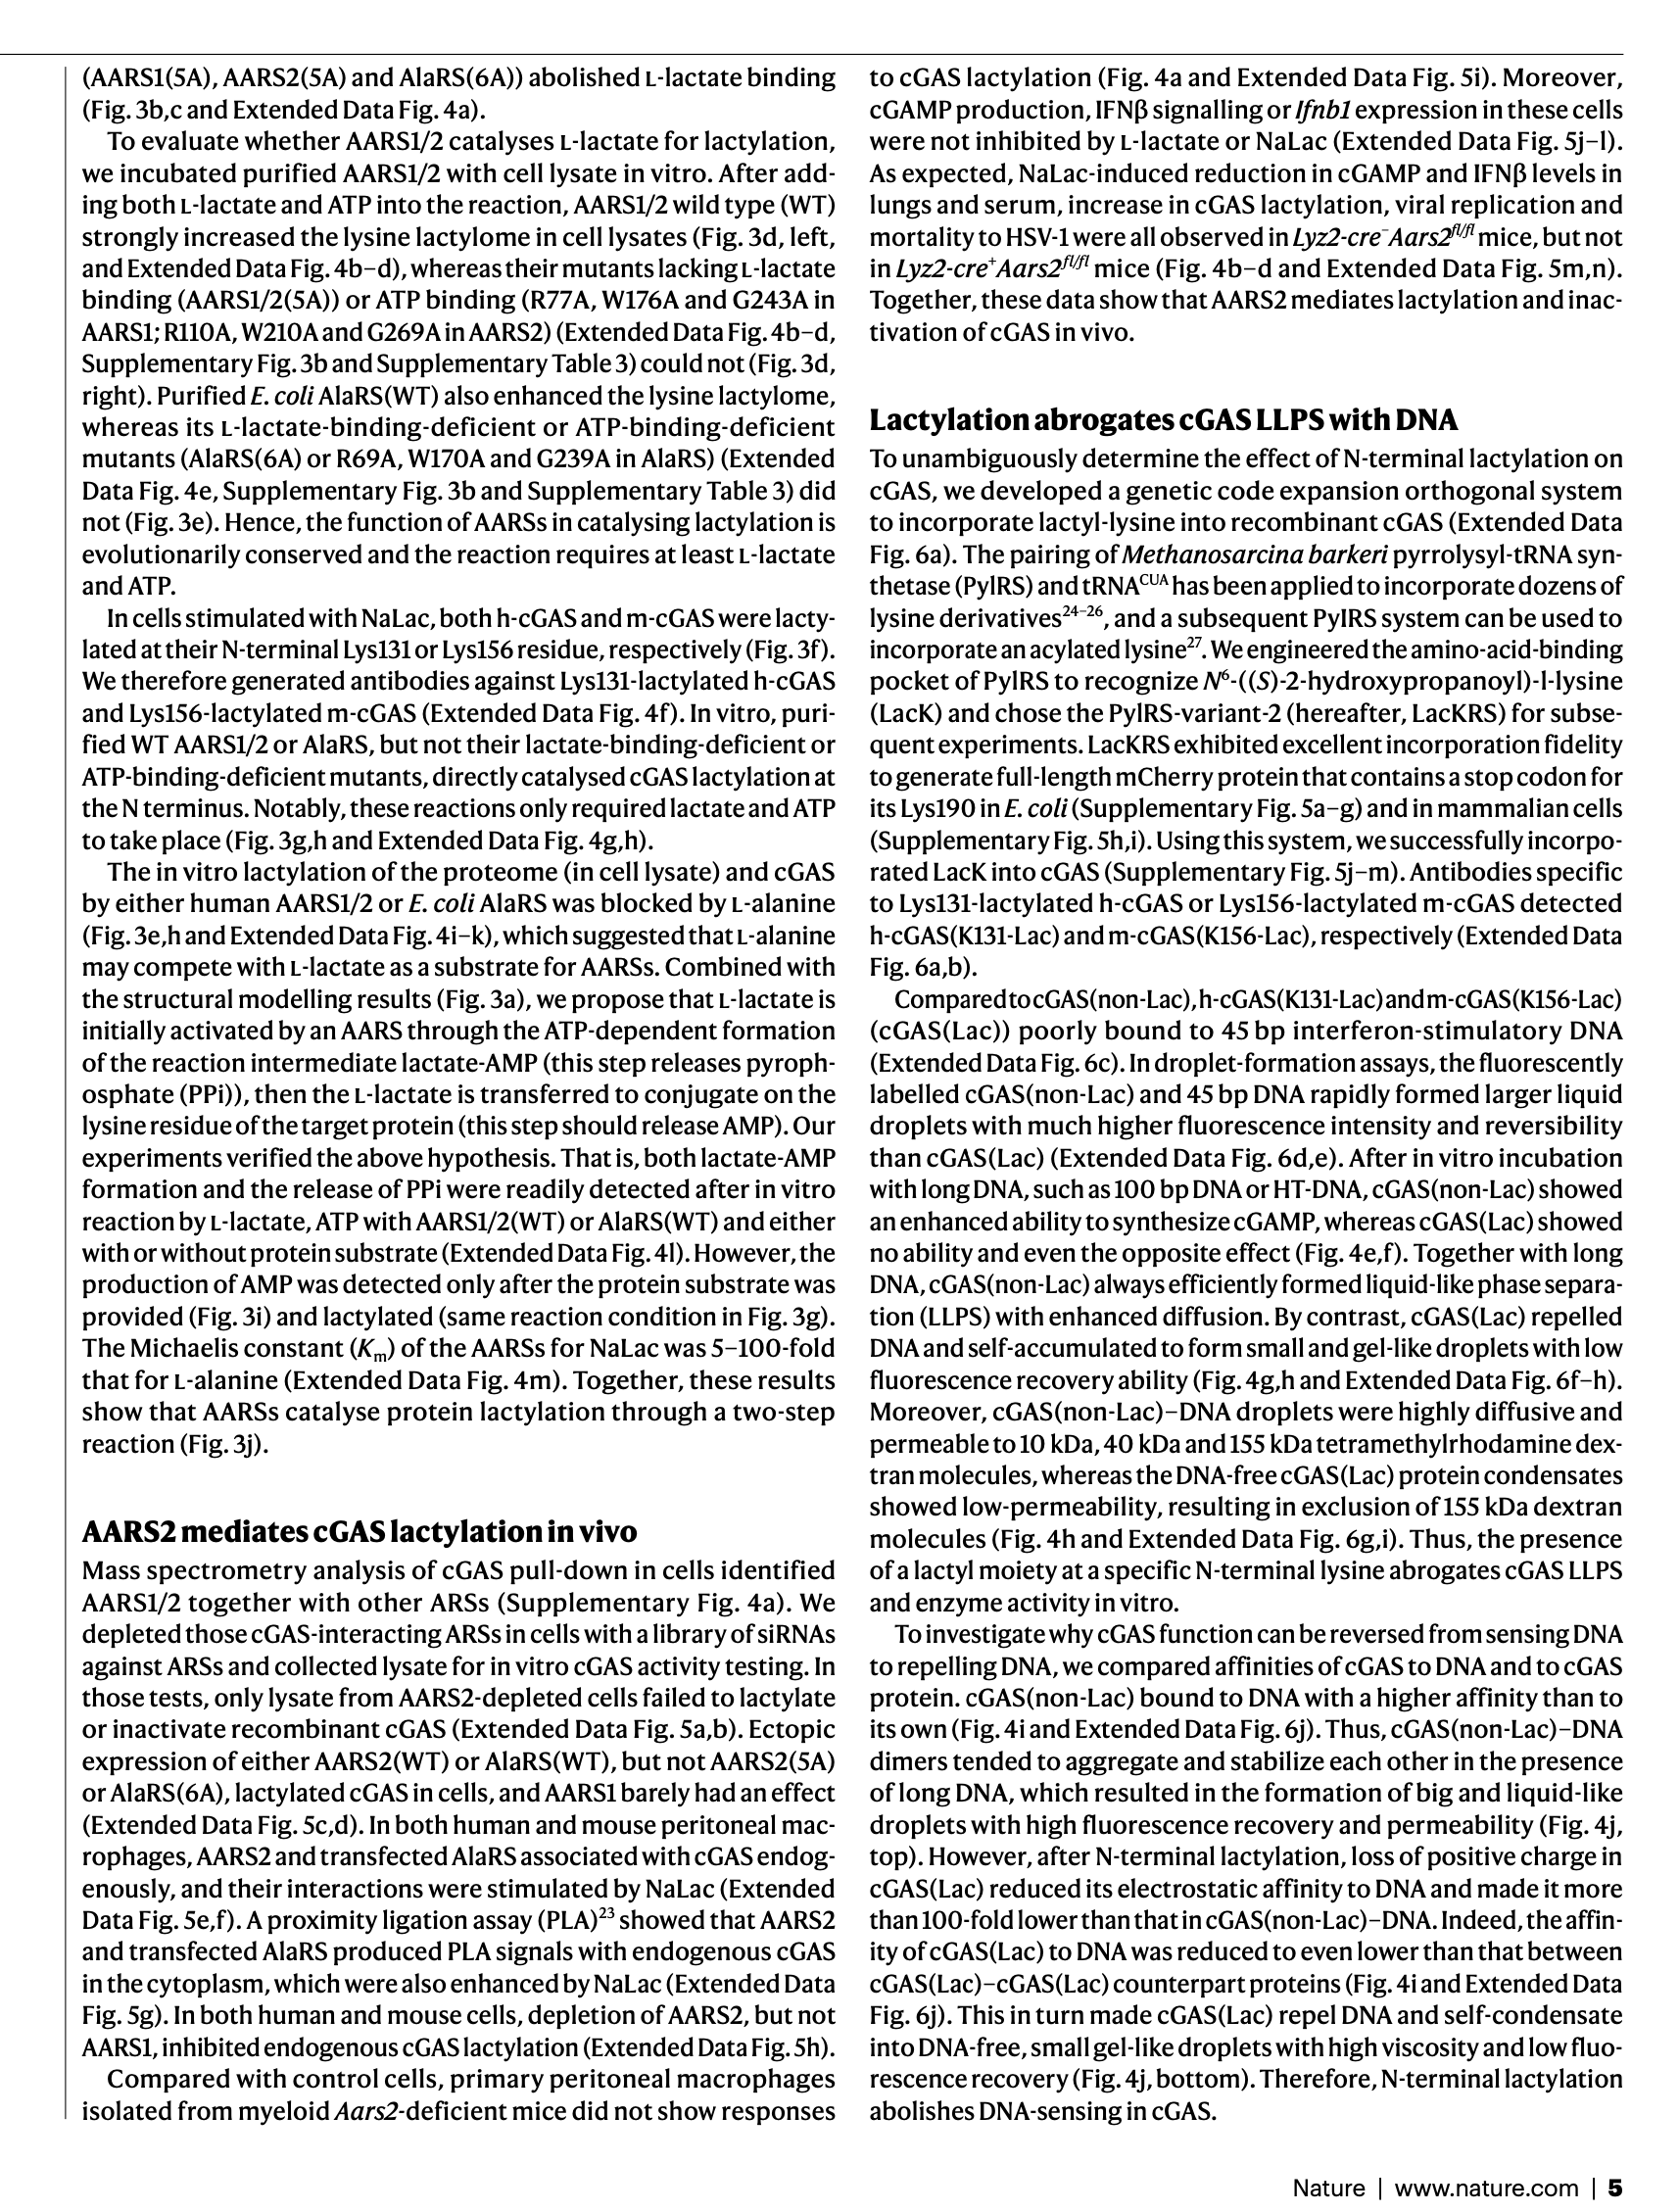 (AARS1(5A), AARS2(5A) and AlaRS(6A)) abolished L-lactate binding
(Fig. 3b,c and Extended Data Fig. 4a).
To evaluate whether AARS1/2 catalyses L-lactate for lactylation,
we incubated purified AARS1/2 with cell lysate in vitro. After add-
ing both L-lactate and ATP into the reaction, AARS1/2 wild type (WT)
strongly increased the lysine lactylome in cell lysates (Fig. 3d, left,
and Extended Data Fig. 4b–d), whereas their mutants lacking L-lactate
binding (AARS1/2(5A)) or ATP binding (R77A, W176A and G243A in
AARS1; R110A, W210A and G269A in AARS2) (Extended Data Fig. 4b–d,
Supplementary Fig. 3b and Supplementary Table 3) could not (Fig. 3d,
right). Purified E. coli AlaRS(WT) also enhanced the lysine lactylome,
whereas its L-lactate-binding-deficient or ATP-binding-deficient
mutants (AlaRS(6A) or R69A, W170A and G239A in AlaRS) (Extended
Data Fig. 4e, Supplementary Fig. 3b and Supplementary Table 3) did
not (Fig. 3e). Hence, the function of AARSs in catalysing lactylation is
evolutionarily conserved and the reaction requires at least L-lactate
and ATP.
In cells stimulated with NaLac, both h-cGAS and m-cGAS were lacty-
lated at their N-terminal Lys131 or Lys156 residue, respectively (Fig. 3f).
We therefore generated antibodies against Lys131-lactylated h-cGAS
and Lys156-lactylated m-cGAS (Extended Data Fig. 4f). In vitro, puri-
fied WT AARS1/2 or AlaRS, but not their lactate-binding-deficient or
ATP-binding-deficient mutants, directly catalysed cGAS lactylation at
the N terminus. Notably, these reactions only required lactate and ATP
to take place (Fig. 3g,h and Extended Data Fig. 4g,h).
The in vitro lactylation of the proteome (in cell lysate) and cGAS
by either human AARS1/2 or E. coli AlaRS was blocked by L-alanine
(Fig. 3e,h and Extended Data Fig. 4i–k), which suggested that L-alanine
may compete with L-lactate as a substrate for AARSs. Combined with
the structural modelling results (Fig. 3a), we propose that L-lactate is
initially activated by an AARS through the ATP-dependent formation
of the reaction intermediate lactate-AMP (this step releases pyroph-
osphate (PPi)), then the L-lactate is transferred to conjugate on the
lysine residue of the target protein (this step should release AMP). Our
experiments verified the above hypothesis. That is, both lactate-AMP
formation and the release of PPi were readily detected after in vitro
reaction by L-lactate, ATP with AARS1/2(WT) or AlaRS(WT) and either
with or without protein substrate (Extended Data Fig. 4l). However, the
production of AMP was detected only after the protein substrate was
provided (Fig. 3i) and lactylated (same reaction condition in Fig. 3g).
The Michaelis constant (Km) of the AARSs for NaLac was 5–100-fold
that for L-alanine (Extended Data Fig. 4m). Together, these results
show that AARSs catalyse protein lactylation through a two-step
reaction (Fig. 3j).
AARS2 mediates cGAS lactylation in vivo
Mass spectrometry analysis of cGAS pull-down in cells identified
AARS1/2 together with other ARSs (Supplementary Fig. 4a). We
depleted those cGAS-interacting ARSs in cells with a library of siRNAs
against ARSs and collected lysate for in vitro cGAS activity testing. In
those tests, only lysate from AARS2-depleted cells failed to lactylate
or inactivate recombinant cGAS (Extended Data Fig. 5a,b). Ectopic
expression of either AARS2(WT) or AlaRS(WT), but not AARS2(5A)
or AlaRS(6A), lactylated cGAS in cells, and AARS1 barely had an effect
(Extended Data Fig. 5c,d). In both human and mouse peritoneal mac-
rophages, AARS2 and transfected AlaRS associated with cGAS endog-
enously, and their interactions were stimulated by NaLac (Extended
Data Fig. 5e,f). A proximity ligation assay (PLA)23 showed that AARS2
and transfected AlaRS produced PLA signals with endogenous cGAS
in the cytoplasm, which were also enhanced by NaLac (Extended Data
Fig. 5g). In both human and mouse cells, depletion of AARS2, but not
AARS1, inhibited endogenous cGAS lactylation (Extended Data Fig. 5h).
Compared with control cells, primary peritoneal macrophages
isolated from myeloid Aars2-deficient mice did not show responses
to cGAS lactylation (Fig. 4a and Extended Data Fig. 5i). Moreover,
cGAMP production, IFNβ signalling or Ifnb1 expression in these cells
were not inhibited by L-lactate or NaLac (Extended Data Fig. 5j–l).
As expected, NaLac-induced reduction in cGAMP and IFNβ levels in
lungs and serum, increase in cGAS lactylation, viral replication and
mortality to HSV-1 were all observed in Lyz2-cre−Aars2fl/fl mice, but not
in Lyz2-cre+Aars2fl/fl mice (Fig. 4b–d and Extended Data Fig. 5m,n).
Together, these data show that AARS2 mediates lactylation and inac-
tivation of cGAS in vivo.
Lactylation abrogates cGAS LLPS with DNA
To unambiguously determine the effect of N-terminal lactylation on
cGAS, we developed a genetic code expansion orthogonal system
to incorporate lactyl-lysine into recombinant cGAS (Extended Data
Fig. 6a). The pairing of Methanosarcina barkeri pyrrolysyl-tRNA syn-
thetase (PylRS) and tRNACUA has been applied to incorporate dozens of
lysine derivatives24–26, and a subsequent PylRS system can be used to
incorporate an acylated lysine27. We engineered the amino-acid-binding
pocket of PylRS to recognize N6-((S)-2-hydroxypropanoyl)-l-lysine
(LacK) and chose the PylRS-variant-2 (hereafter, LacKRS) for subse-
quent experiments. LacKRS exhibited excellent incorporation fidelity
to generate full-length mCherry protein that contains a stop codon for
its Lys190 in E. coli (Supplementary Fig. 5a–g) and in mammalian cells
(Supplementary Fig. 5h,i). Using this system, we successfully incorpo-
rated LacK into cGAS (Supplementary Fig. 5j–m). Antibodies specific
to Lys131-lactylated h-cGAS or Lys156-lactylated m-cGAS detected
h-cGAS(K131-Lac) and m-cGAS(K156-Lac), respectively (Extended Data
Fig. 6a,b).
Compared to cGAS(non-Lac), h-cGAS(K131-Lac) and m-cGAS(K156-Lac)
(cGAS(Lac)) poorly bound to 45 bp interferon-stimulatory DNA
(Extended Data Fig. 6c). In droplet-formation assays, the fluorescently
labelled cGAS(non-Lac) and 45 bp DNA rapidly formed larger liquid
droplets with much higher fluorescence intensity and reversibility
than cGAS(Lac) (Extended Data Fig. 6d,e). After in vitro incubation
with long DNA, such as 100 bp DNA or HT-DNA, cGAS(non-Lac) showed
an enhanced ability to synthesize cGAMP, whereas cGAS(Lac) showed
no ability and even the opposite effect (Fig. 4e,f). Together with long
DNA, cGAS(non-Lac) always efficiently formed liquid-like phase separa-
tion (LLPS) with enhanced diffusion. By contrast, cGAS(Lac) repelled
DNA and self-accumulated to form small and gel-like droplets with low
fluorescence recovery ability (Fig. 4g,h and Extended Data Fig. 6f–h).
Moreover, cGAS(non-Lac)–DNA droplets were highly diffusive and
permeable to 10 kDa, 40 kDa and 155 kDa tetramethylrhodamine dex-
tran molecules, whereas the DNA-free cGAS(Lac) protein condensates
showed low-permeability, resulting in exclusion of 155 kDa dextran
molecules (Fig. 4h and Extended Data Fig. 6g,i). Thus, the presence
of a lactyl moiety at a specific N-terminal lysine abrogates cGAS LLPS
and enzyme activity in vitro.
To investigate why cGAS function can be reversed from sensing DNA
to repelling DNA, we compared affinities of cGAS to DNA and to cGAS
protein. cGAS(non-Lac) bound to DNA with a higher affinity than to
its own (Fig. 4i and Extended Data Fig. 6j). Thus, cGAS(non-Lac)–DNA
dimers tended to aggregate and stabilize each other in the presence
of long DNA, which resulted in the formation of big and liquid-like
droplets with high fluorescence recovery and permeability (Fig. 4j,
top). However, after N-terminal lactylation, loss of positive charge in
cGAS(Lac) reduced its electrostatic affinity to DNA and made it more
than 100-fold lower than that in cGAS(non-Lac)–DNA. Indeed, the affin-
ity of cGAS(Lac) to DNA was reduced to even lower than that between
cGAS(Lac)–cGAS(Lac) counterpart proteins (Fig. 4i and Extended Data
Fig. 6j). This in turn made cGAS(Lac) repel DNA and self-condensate
into DNA-free, small gel-like droplets with high viscosity and low fluo-
rescence recovery (Fig. 4j, bottom). Therefore, N-terminal lactylation
abolishes DNA-sensing in cGAS.
Nature | www.nature.com | 5